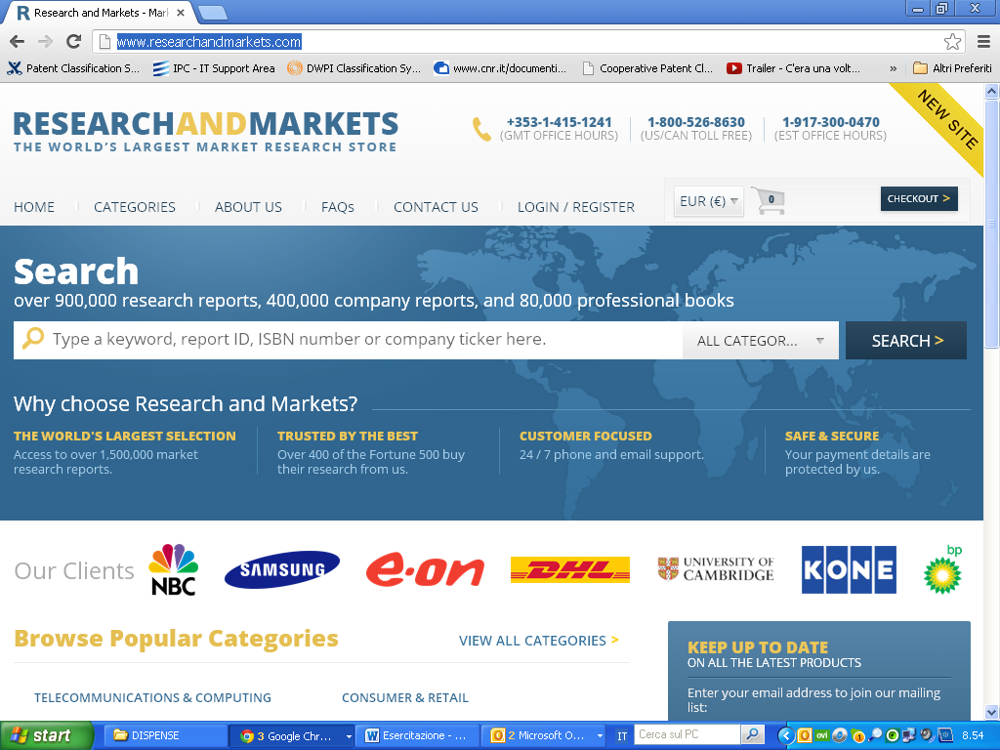 Research and Markets - Mar
www.researchandmarkets.com
Patent Classification S... IPC - IT Support Area DWPI Classification Sy... www.cnr.it/documenti... Cooperative Patent Cl... Trailer - C'era una volt... » Altri Preferiti
RESEARCHANDMARKETS
THE WORLD'S LARGEST MARKET RESEARCH STORE
+353-1-415-1241 1-800-526-8630 1-917-300-0470
(GMT OFFICE HOURS) (US/CAN TOLL FREE) (EST OFFICE HOURS)
NEW SITE
HOME CATEGORIES ABOUT US FAQs CONTACT US LOGIN / REGISTER EUR (€) 0 CHECKOUT >
Search
over 900,000 research reports, 400,000 company reports, and 80,000 professional books
Type a keyword, report ID, ISBN number or company ticker here. ALL CATEGOR... SEARCH >
Why choose Research and Markets?
THE WORLD'S LARGEST SELECTION TRUSTED BY THE BEST CUSTOMER FOCUSED SAFE & SECURE
Access to over 1,500,000 market Over 400 of the Fortune 500 buy 24 / 7 phone and email support. Your payment details are
research reports. their research from us. protected by us.
Our Clients NBC SAMSUNG e·on DHL UNIVERSITY OF CAMBRIDGE KONE bp
Browse Popular Categories VIEW ALL CATEGORIES >
KEEP UP TO DATE
ON ALL THE LATEST PRODUCTS
Enter your email address to join our mailing
list:
TELECOMMUNICATIONS & COMPUTING CONSUMER & RETAIL
start DISPENSE 3 Google Chr... Esercitazione - ... 2 Microsoft O... IT Cerca sul PC ovi 8.54